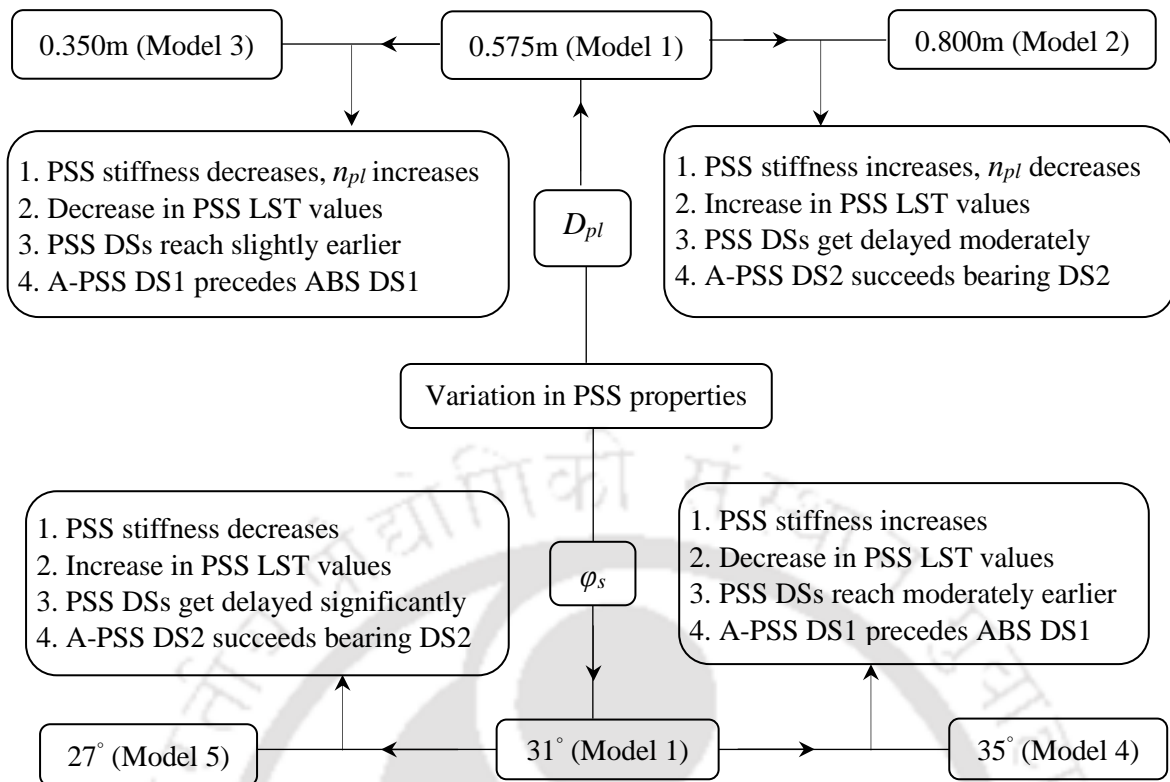 0.350m (Model 3)
0.575m (Model 1)
0.800m (Model 2)
1. PSS stiffness decreases, n_pl increases
2. Decrease in PSS LST values
3. PSS DSs reach slightly earlier
4. A-PSS DS1 precedes ABS DS1
1. PSS stiffness increases, n_pl decreases
2. Increase in PSS LST values
3. PSS DSs get delayed moderately
4. A-PSS DS2 succeeds bearing DS2
D_pl
Variation in PSS properties
1. PSS stiffness decreases
2. Increase in PSS LST values
3. PSS DSs get delayed significantly
4. A-PSS DS2 succeeds bearing DS2
φ_s
1. PSS stiffness increases
2. Decrease in PSS LST values
3. PSS DSs reach moderately earlier
4. A-PSS DS1 precedes ABS DS1
27° (Model 5)
31° (Model 1)
35° (Model 4)